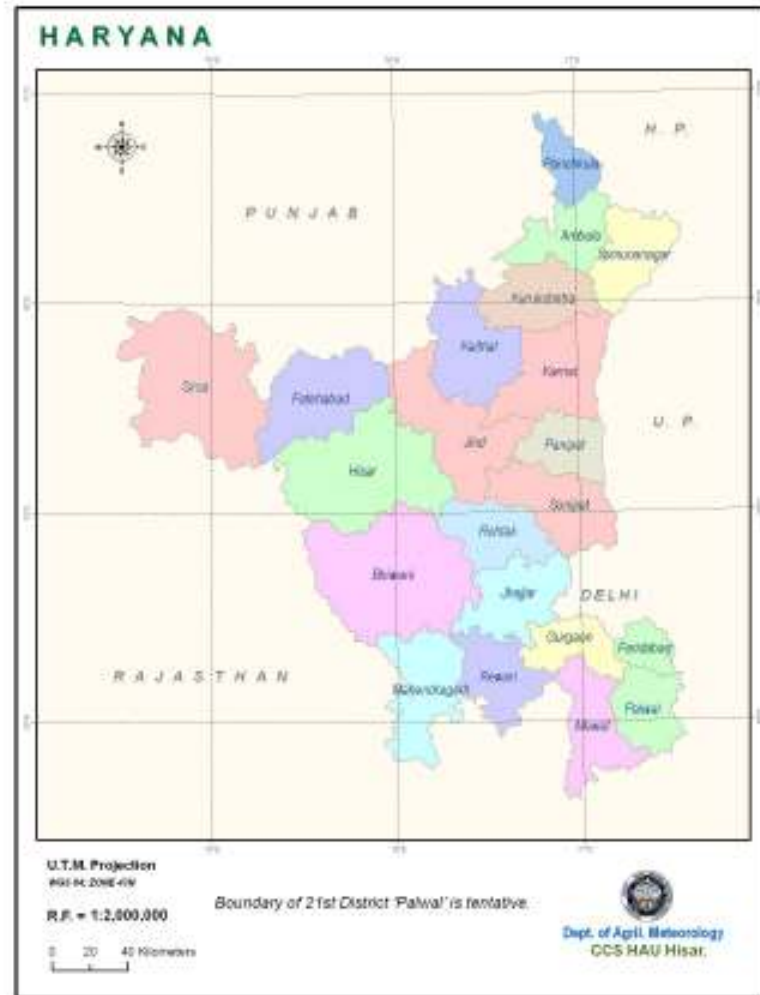 HARYANA
H. P.
PUNJAB
Panchkula
Ambala
Yamunanagar
Kurukshetra
Kaithal
Karnal
Sirsa
Fatehabad
U. P.
Jind
Panipat
Hisar
Sonipat
Rohtak
Bhiwani
Jhajjar
DELHI
Gurgaon
Faridabad
RAJASTHAN
Mahendragarh
Rewari
Palwal
Mewat
U.T.M. Projection
R.F. = 1:2,000,000
Boundary of 21st District 'Palwal' is tentative.
0 20 40 Kilometers
Dept. of Agril. Meteorology
CCS HAU Hisar.